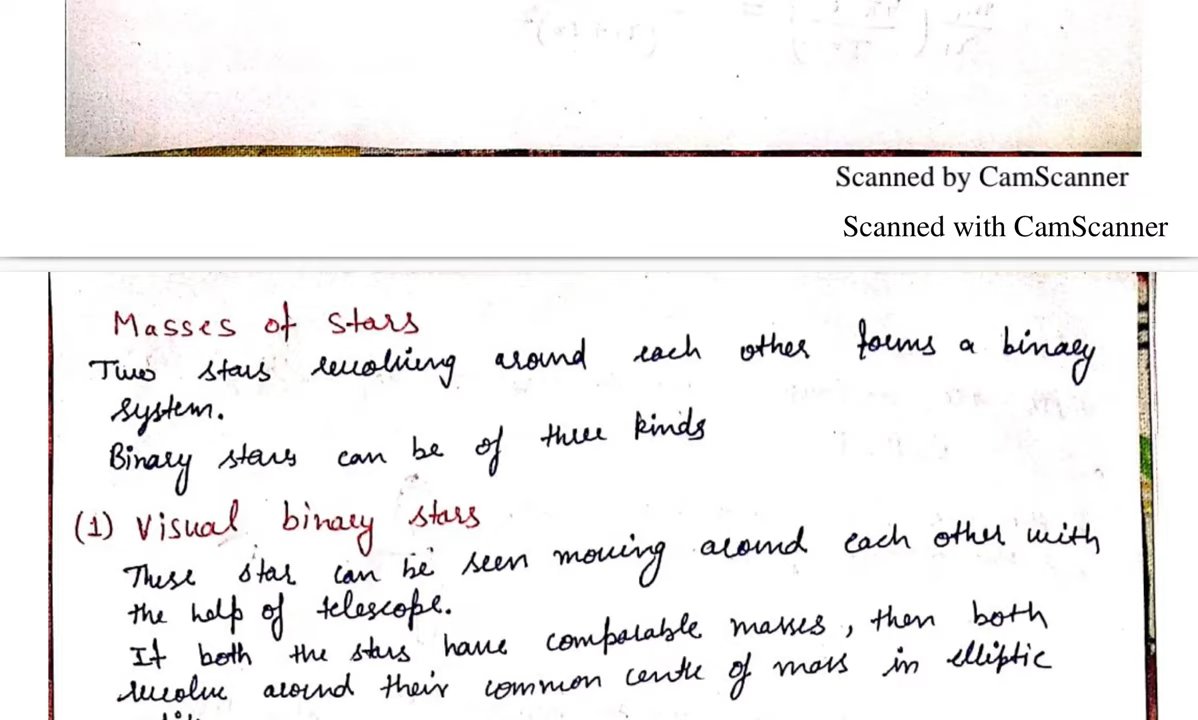 Scanned by CamScanner
Scanned with CamScanner
Masses of stars
Two stars revolving around each other forms a binary
system.
Binary stars can be of three kinds
(1) Visual binary stars
These star can be seen moving around each other with
the help of telescope.
If both the stars have comparable masses, then both
revolve around their common centre of mass in elliptic